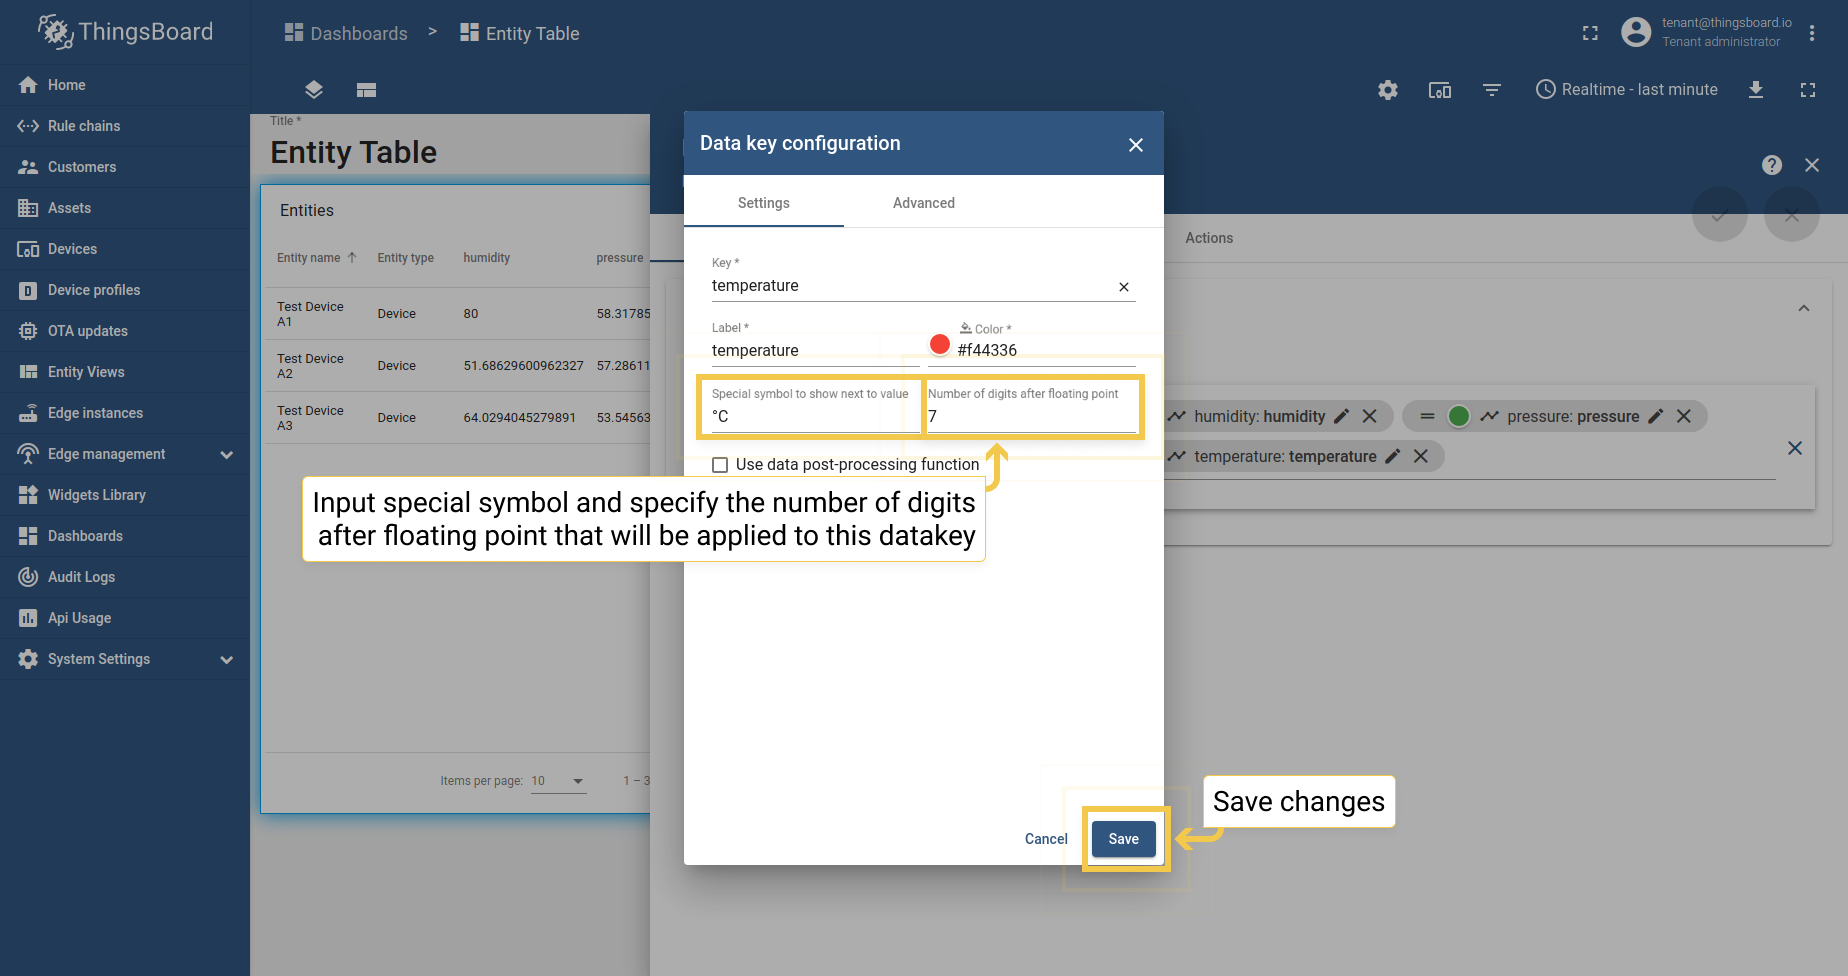 ThingsBoard
Dashboards > Entity Table
tenant@thingsboard.io
Tenant administrator
Home
Rule chains
Customers
Assets
Devices
Device profiles
OTA updates
Entity Views
Edge instances
Edge management
Widgets Library
Dashboards
Audit Logs
Api Usage
System Settings
Realtime - last minute
Title *
Entity Table
Entities
Entity name Entity type humidity pressure
Test Device A1 Device 80 58.31785
Test Device A2 Device 51.68629600962327 57.28611
Test Device A3 Device 64.0294045279891 53.54563
Items per page: 10 1 – 3
Data key configuration
Settings Advanced
Key *
temperature
Label * Color *
temperature #f44336
Special symbol to show next to value Number of digits after floating point
°C 7
Use data post-processing function
Input special symbol and specify the number of digits
after floating point that will be applied to this datakey
Cancel Save
Save changes
Actions
humidity: humidity pressure: pressure
temperature: temperature